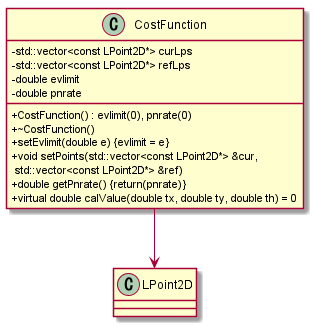 C CostFunction
-std::vector<const LPoint2D*> curLps
-std::vector<const LPoint2D*> refLps
-double evlimit
-double pnrate
+CostFunction() : evlimit(0), pnrate(0)
+~CostFunction()
+setEvlimit(double e) {evlimit = e}
+void setPoints(std::vector<const LPoint2D*> &cur,
std::vector<const LPoint2D*> &ref)
+double getPnrate() {return(pnrate)}
+virtual double calValue(double tx, double ty, double th) = 0
C LPoint2D